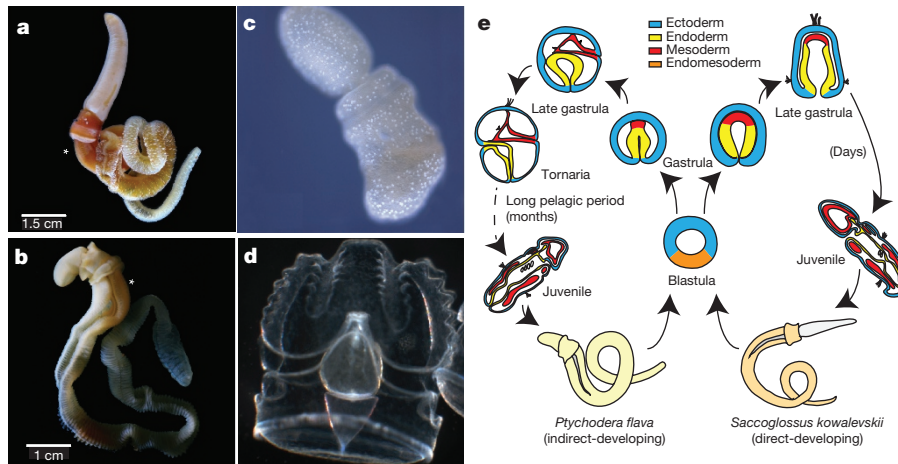 a
*
1.5 cm
b
*
1 cm
c
d
e
Ectoderm
Endoderm
Mesoderm
Endomesoderm
Late gastrula
Late gastrula
Gastrula
Tornaria
(Days)
Long pelagic period
(months)
Blastula
Juvenile
Juvenile
Ptychodera flava
(indirect-developing)
Saccoglossus kowalevskii
(direct-developing)